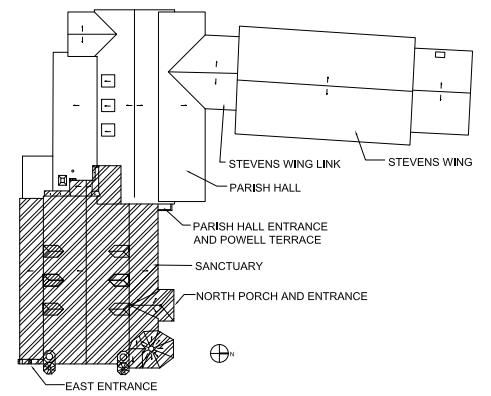 STEVENS WING LINK
STEVENS WING
PARISH HALL
PARISH HALL ENTRANCE
AND POWELL TERRACE
SANCTUARY
NORTH PORCH AND ENTRANCE
N
EAST ENTRANCE